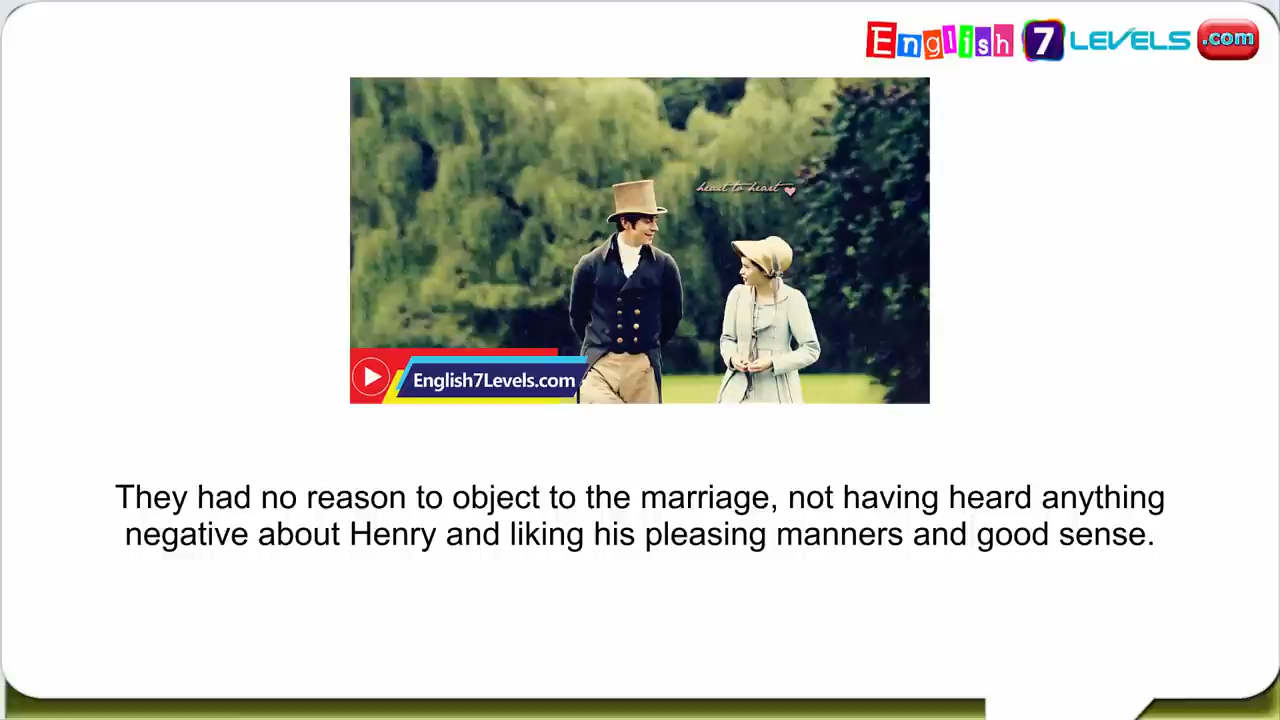 English 7 LEVELS .com
heart to heart
English7Levels.com
They had no reason to object to the marriage, not having heard anything
negative about Henry and liking his pleasing manners and good sense.